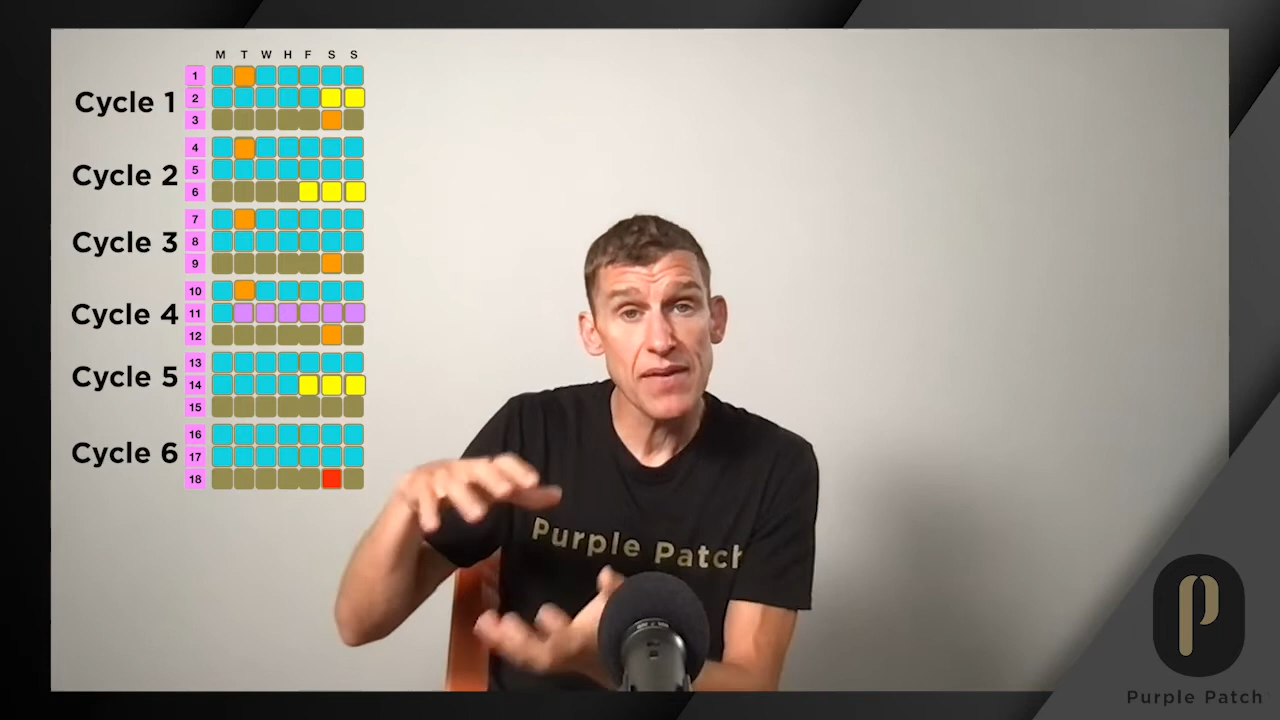 M T W H F S S
Cycle 1
1
2
3
Cycle 2
4
5
6
Cycle 3
7
8
9
Cycle 4
10
11
12
Cycle 5
13
14
15
Cycle 6
16
17
18
Purple Patch
Purple Patch